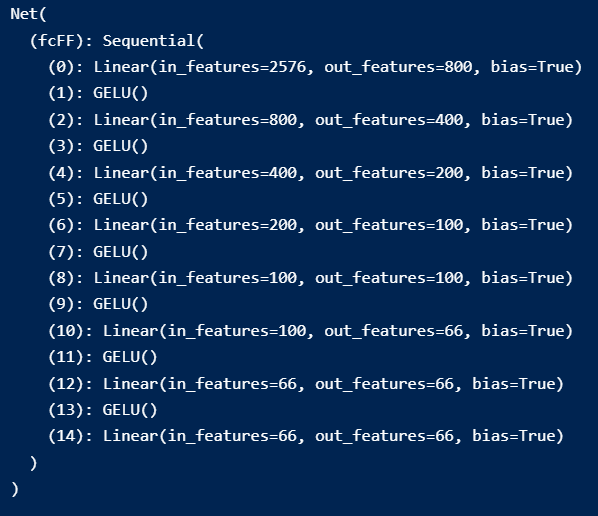 Net(
  (fcFF): Sequential(
    (0): Linear(in_features=2576, out_features=800, bias=True)
    (1): GELU()
    (2): Linear(in_features=800, out_features=400, bias=True)
    (3): GELU()
    (4): Linear(in_features=400, out_features=200, bias=True)
    (5): GELU()
    (6): Linear(in_features=200, out_features=100, bias=True)
    (7): GELU()
    (8): Linear(in_features=100, out_features=100, bias=True)
    (9): GELU()
    (10): Linear(in_features=100, out_features=66, bias=True)
    (11): GELU()
    (12): Linear(in_features=66, out_features=66, bias=True)
    (13): GELU()
    (14): Linear(in_features=66, out_features=66, bias=True)
  )
)